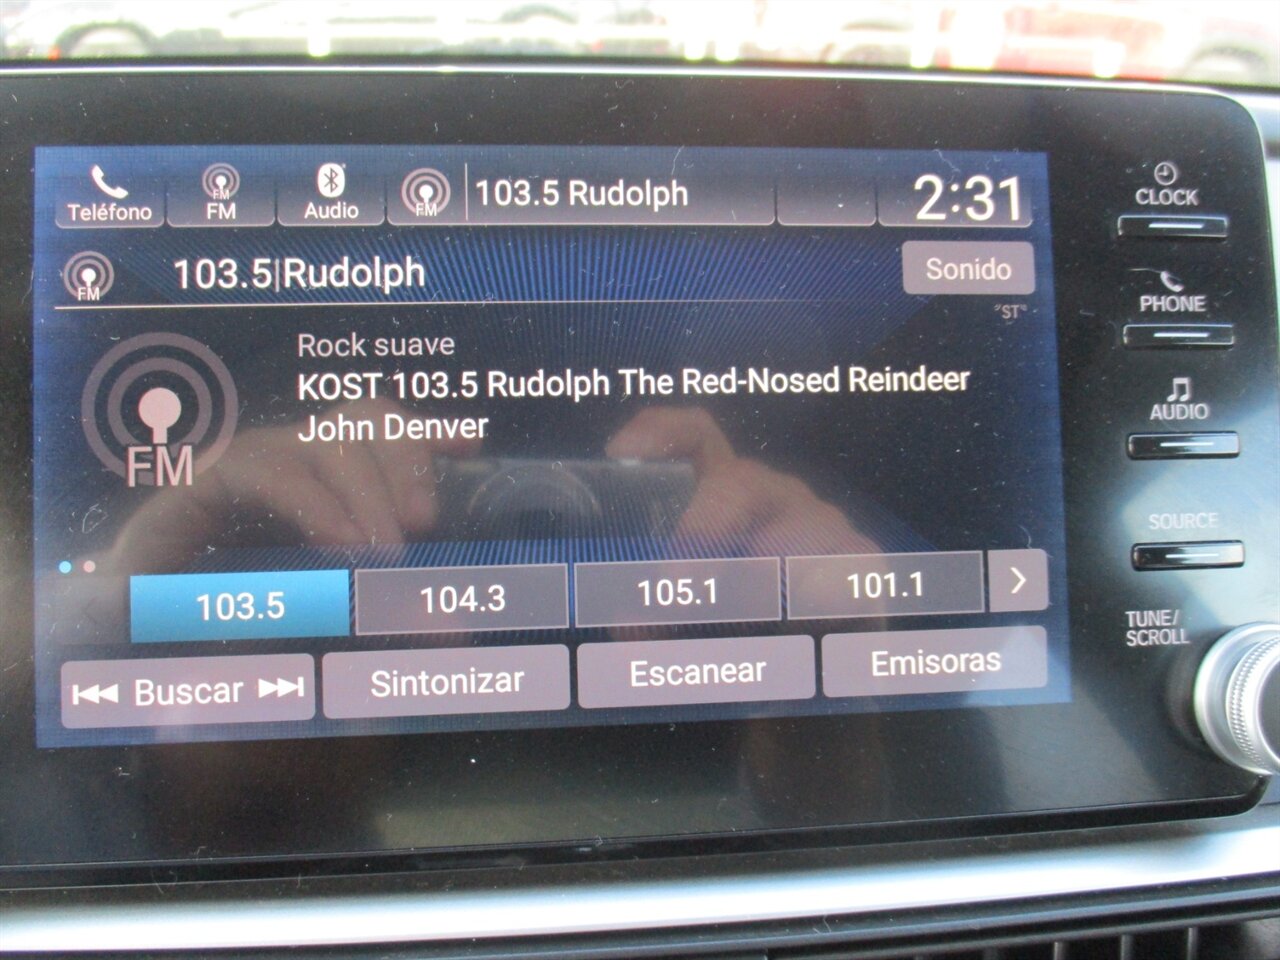 Teléfono
FM
FM
Audio
FM
103.5 Rudolph
2:31
FM
103.5|Rudolph
Sonido
"ST"
Rock suave
KOST 103.5 Rudolph The Red-Nosed Reindeer
John Denver
FM
103.5
104.3
105.1
101.1
Buscar
Sintonizar
Escanear
Emisoras
CLOCK
PHONE
AUDIO
SOURCE
TUNE/
SCROLL